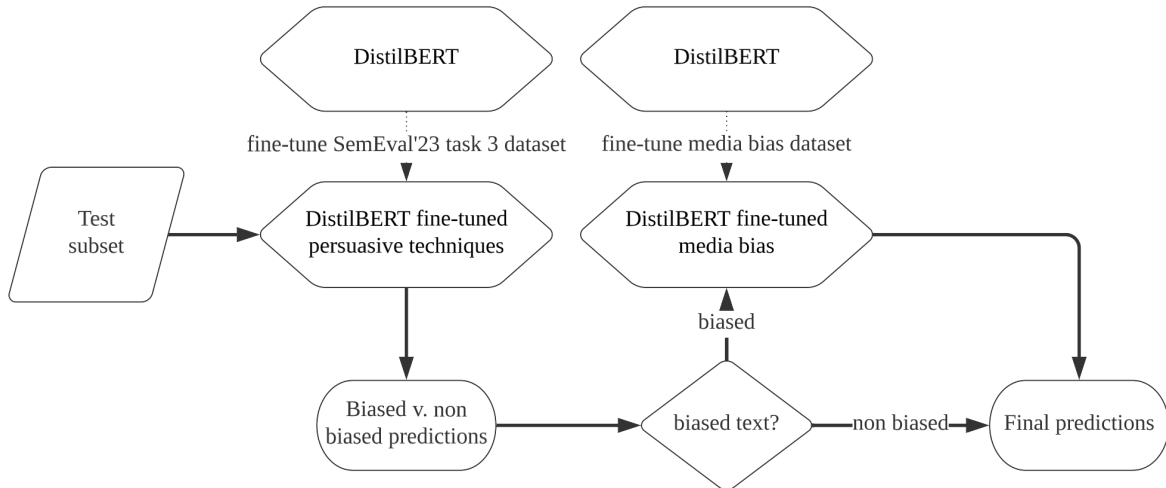 DistilBERT
DistilBERT
fine-tune SemEval'23 task 3 dataset
fine-tune media bias dataset
Test
subset
DistilBERT fine-tuned
persuasive techniques
DistilBERT fine-tuned
media bias
biased
Biased v. non
biased predictions
biased text?
non biased
Final predictions